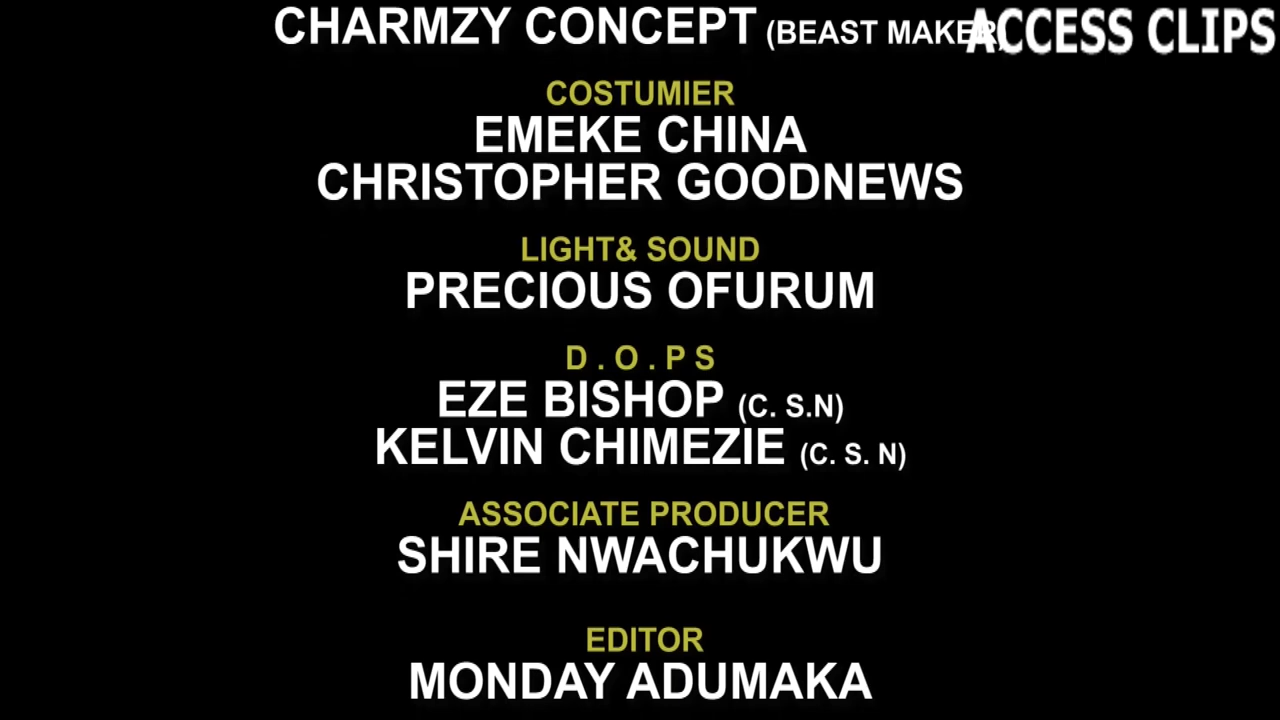 CHARMZY CONCEPT (BEAST MAKER)
ACCESS CLIPS
COSTUMIER
EMEKE CHINA
CHRISTOPHER GOODNEWS
LIGHT& SOUND
PRECIOUS OFURUM
D . O . P S
EZE BISHOP (C. S.N)
KELVIN CHIMEZIE (C. S. N)
ASSOCIATE PRODUCER
SHIRE NWACHUKWU
EDITOR
MONDAY ADUMAKA